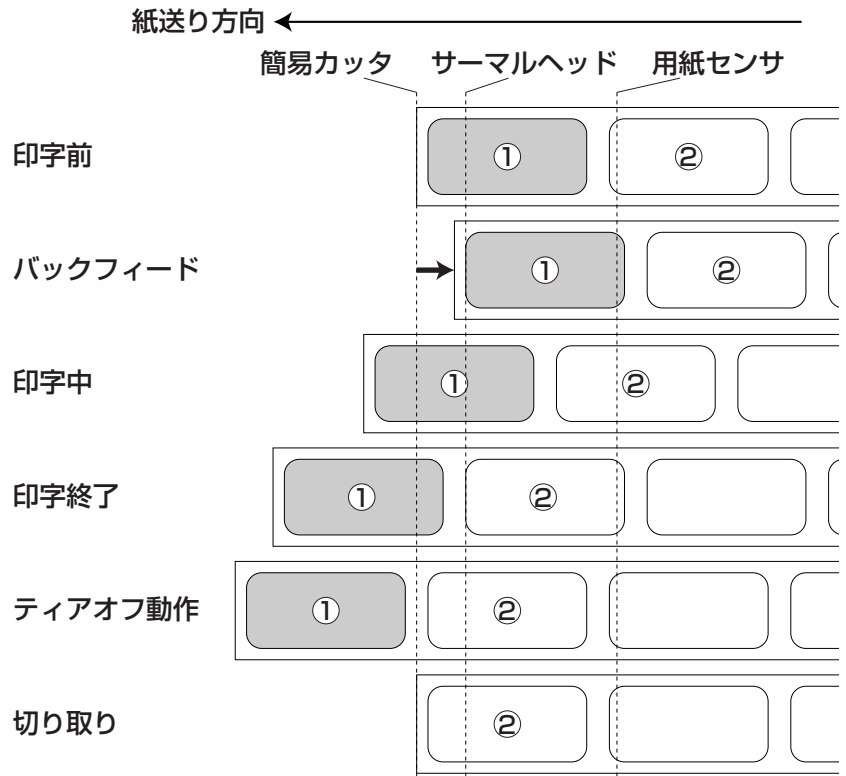 紙送り方向
簡易カッタ サーマルヘッド 用紙センサ
印字前 ① ②
バックフィード ① ②
印字中 ① ②
印字終了 ① ②
ティアオフ動作 ① ②
切り取り ②